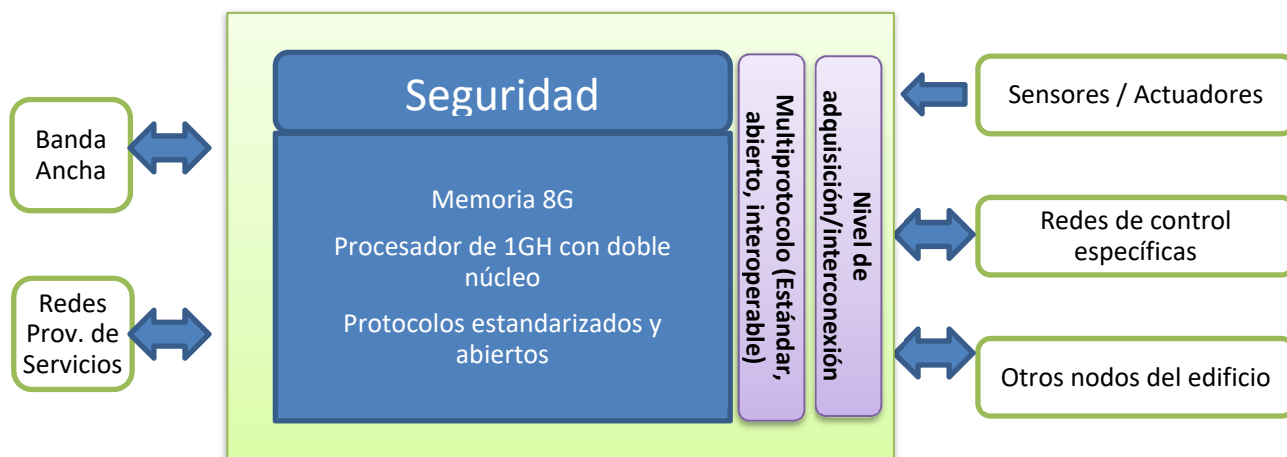 Banda
Ancha
Redes
Prov. de
Servicios
Seguridad
Memoria 8G
Procesador de 1GH con doble
núcleo
Protocolos estandarizados y
abiertos
Multiprotocolo (Estándar,
abierto, interoperable)
Nivel de
adquisición/interconexión
Sensores / Actuadores
Redes de control
específicas
Otros nodos del edificio